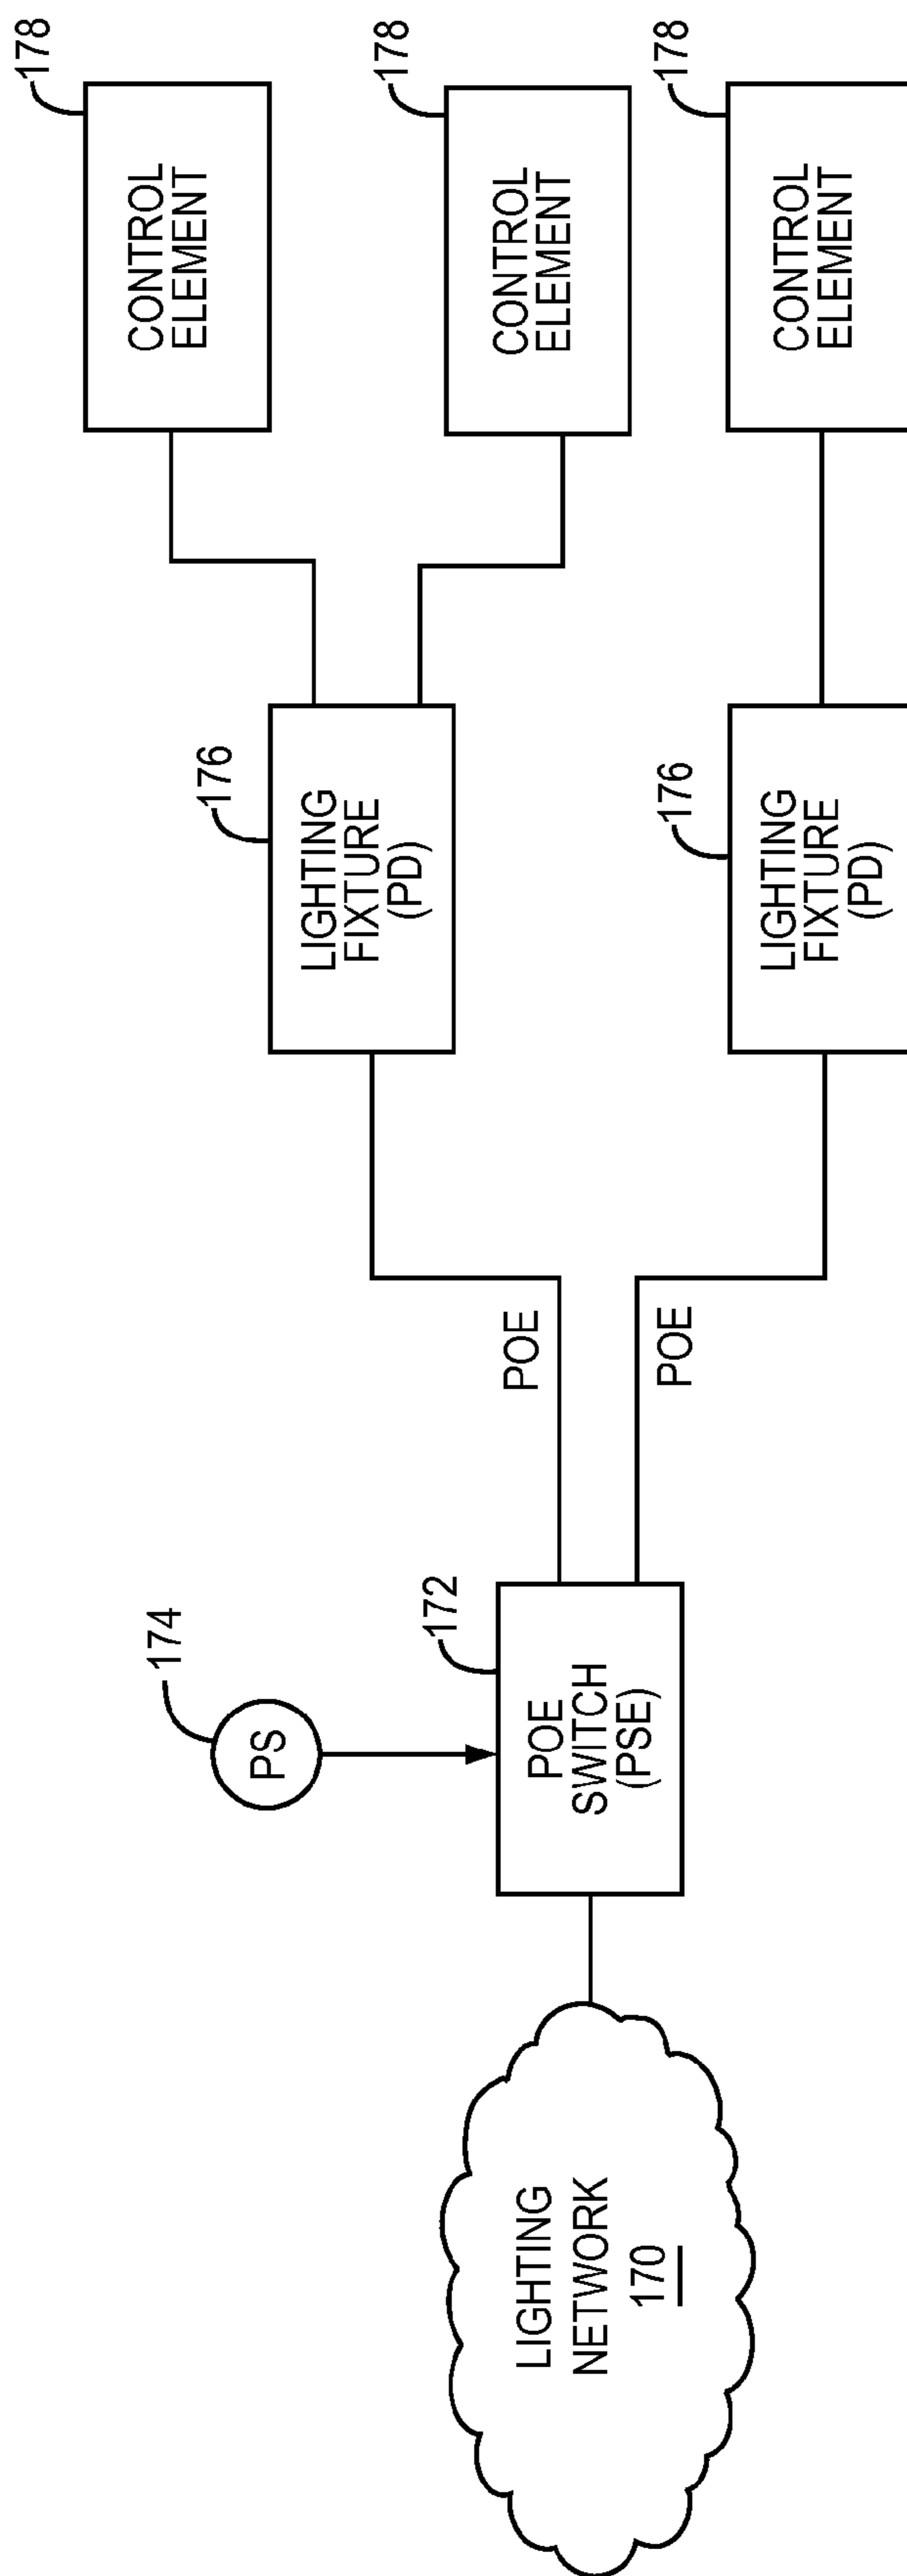 178
CONTROL
ELEMENT
178
CONTROL
ELEMENT
178
CONTROL
ELEMENT
176
LIGHTING
FIXTURE
(PD)
176
LIGHTING
FIXTURE
(PD)
POE
POE
174
PS
172
POE
SWITCH
(PSE)
LIGHTING
NETWORK
170